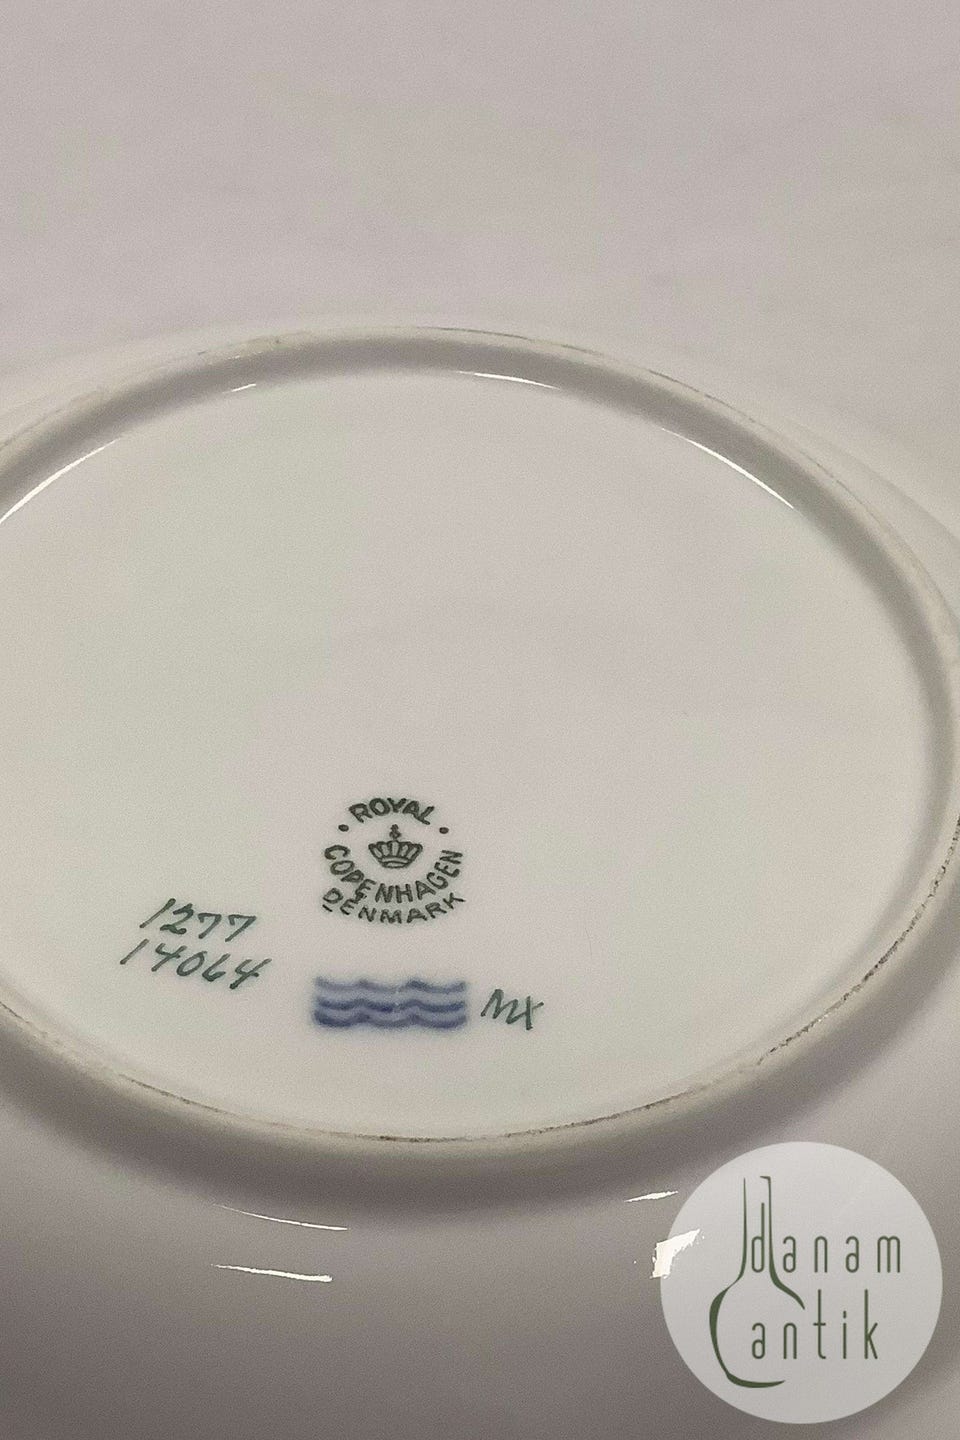 ROYAL
COPENHAGEN
DENMARK
1277
14064
MX
danam
antik